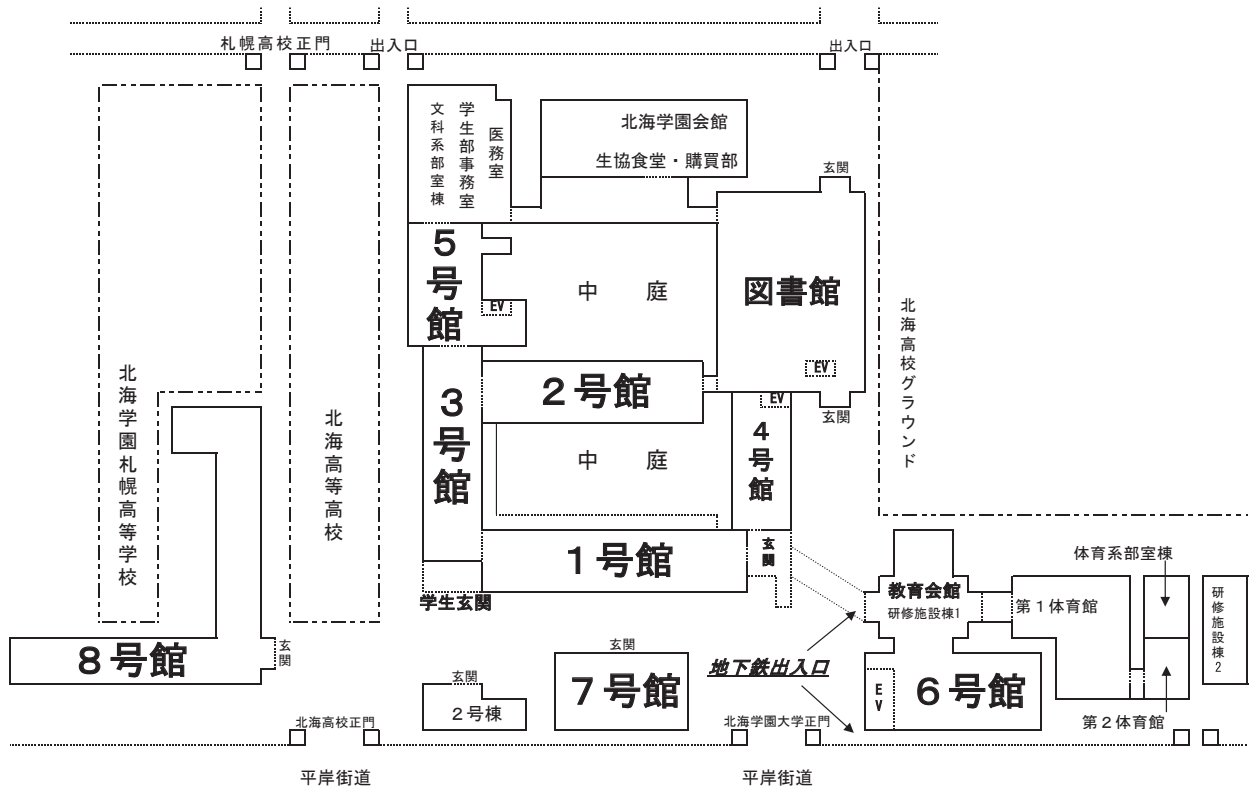 札幌高校正門
出入口
出入口
文科系部室棟
学生部事務室
医務室
北海学園会館
生協食堂・購買部
玄関
5号館
EV
中庭
図書館
EV
玄関
北海高校グラウンド
北海学園札幌高等学校
北海高等高校
3号館
2号館
EV
4号館
中庭
1号館
玄関
学生玄関
体育系部室棟
教育会館
研修施設棟1
第1体育館
研修施設棟2
8号館
玄関
玄関
2号棟
玄関
7号館
地下鉄出入口
EV
6号館
第2体育館
北海高校正門
北海学園大学正門
平岸街道
平岸街道